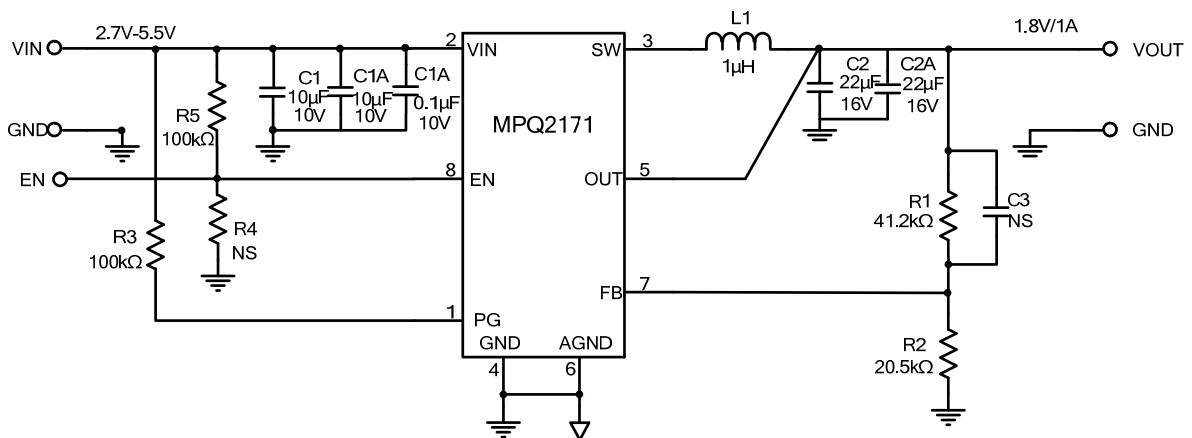 2.7V-5.5V
VIN
2
VIN
SW
3
L1
1µH
1.8V/1A
VOUT
C1
10µF
10V
C1A
10µF
10V
C1A
0.1µF
10V
C2
22µF
16V
C2A
22µF
16V
R5
100kΩ
MPQ2171
GND
GND
EN
8
EN
OUT
5
R4
NS
R1
41.2kΩ
C3
NS
R3
100kΩ
FB
7
1
PG
GND
AGND
4
6
R2
20.5kΩ